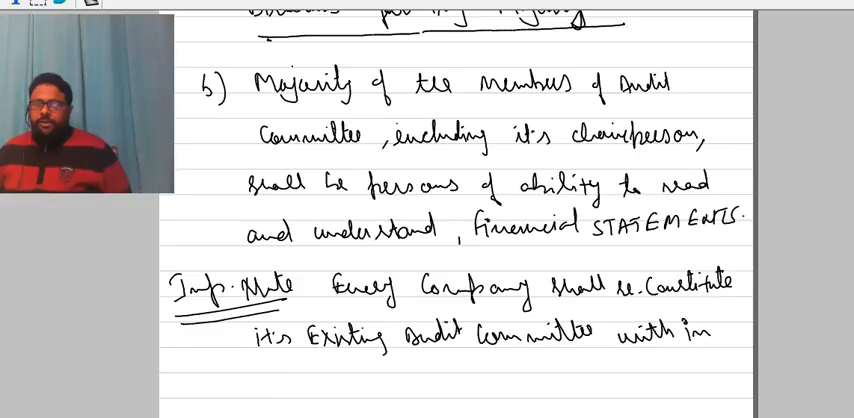 b) Majority of the Members of Audit
Committee, including it's chairperson,
shall be persons of ability to read
and understand, financial STATEMENTS.
Imp. Note Every Company shall re-constitute
it's Existing Audit Committee with in